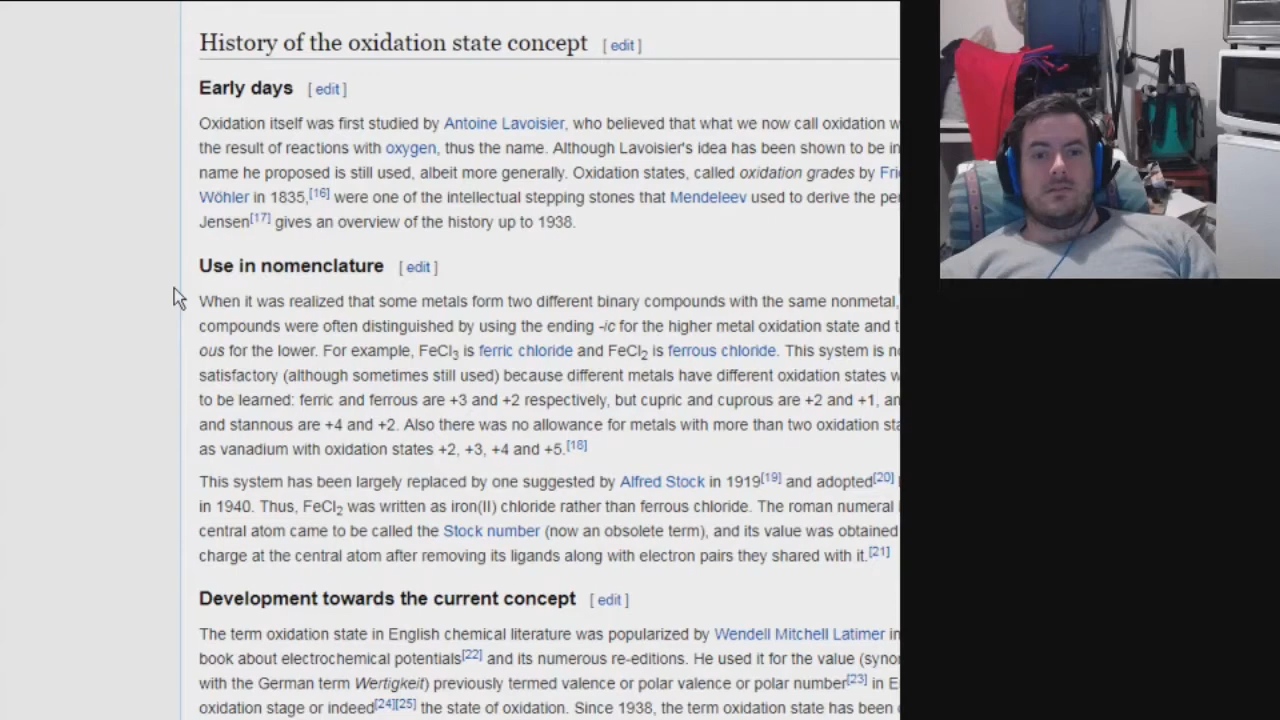 History of the oxidation state concept [ edit ]
Early days [ edit ]
Oxidation itself was first studied by Antoine Lavoisier, who believed that what we now call oxidation w
the result of reactions with oxygen, thus the name. Although Lavoisier's idea has been shown to be in
name he proposed is still used, albeit more generally. Oxidation states, called oxidation grades by Frie
Wöhler in 1835,[16] were one of the intellectual stepping stones that Mendeleev used to derive the pe
Jensen[17] gives an overview of the history up to 1938.
Use in nomenclature [ edit ]
When it was realized that some metals form two different binary compounds with the same nonmetal,
compounds were often distinguished by using the ending -ic for the higher metal oxidation state and t
ous for the lower. For example, FeCl3 is ferric chloride and FeCl2 is ferrous chloride. This system is no
satisfactory (although sometimes still used) because different metals have different oxidation states w
to be learned: ferric and ferrous are +3 and +2 respectively, but cupric and cuprous are +2 and +1, an
and stannous are +4 and +2. Also there was no allowance for metals with more than two oxidation sta
as vanadium with oxidation states +2, +3, +4 and +5.[18]
This system has been largely replaced by one suggested by Alfred Stock in 1919[19] and adopted[20]
in 1940. Thus, FeCl2 was written as iron(II) chloride rather than ferrous chloride. The roman numeral
central atom came to be called the Stock number (now an obsolete term), and its value was obtained
charge at the central atom after removing its ligands along with electron pairs they shared with it.[21]
Development towards the current concept [ edit ]
The term oxidation state in English chemical literature was popularized by Wendell Mitchell Latimer in
book about electrochemical potentials[22] and its numerous re-editions. He used it for the value (syno
with the German term Wertigkeit) previously termed valence or polar valence or polar number[23] in E
oxidation stage or indeed[24][25] the state of oxidation. Since 1938, the term oxidation state has been